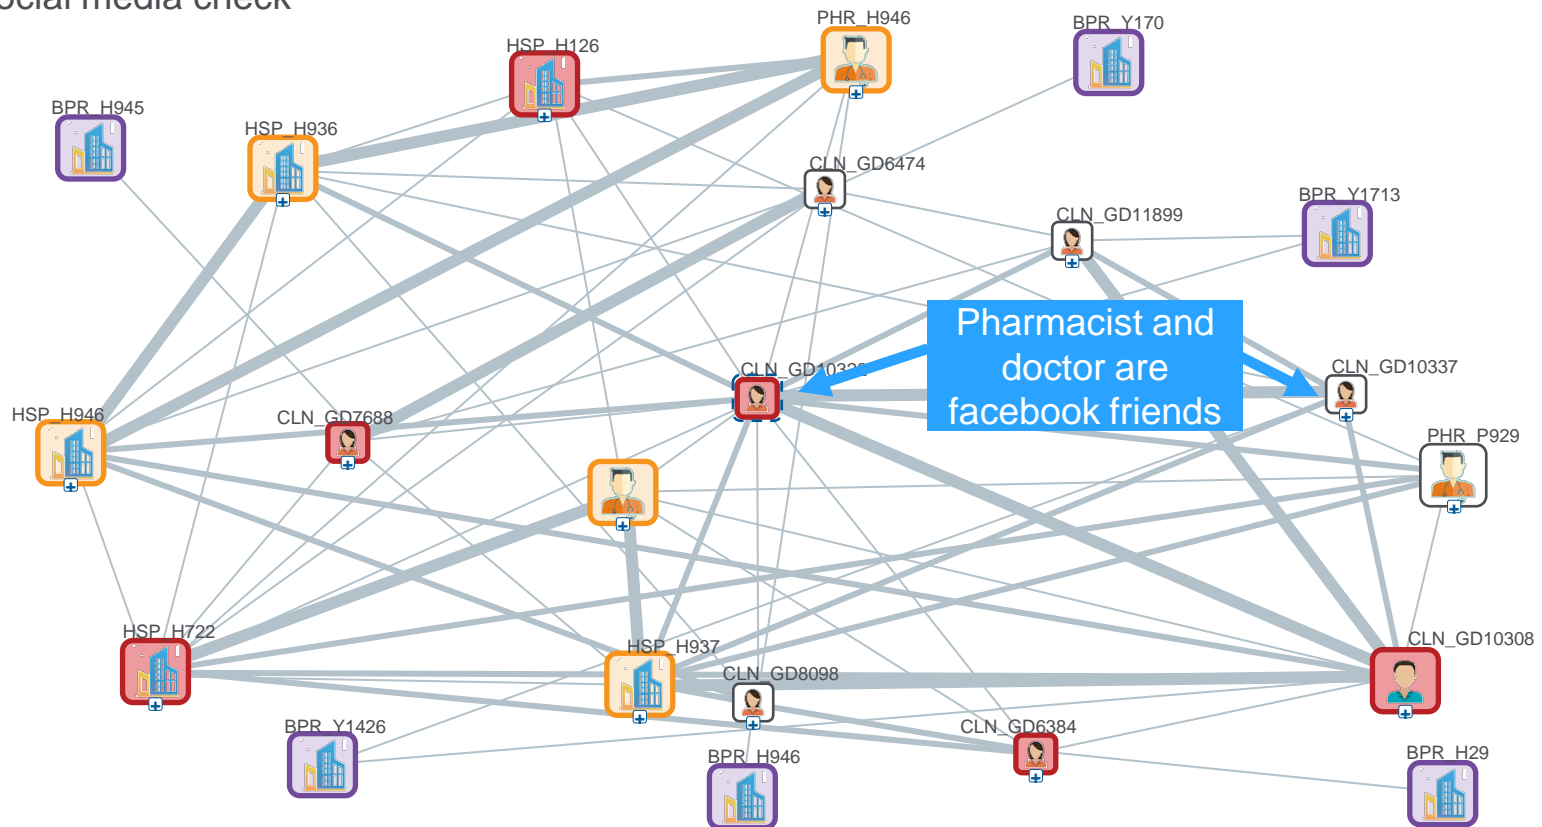 ocial media check
PHR_H946
BPR_Y170
HSP_H126
BPR_H945
HSP_H936
CLN_GD6474
BPR_Y1713
CLN_GD11899
Pharmacist and
doctor are
facebook friends
CLN_GD10337
HSP_H946
CLN_GD7688
PHR_P929
HSP_H722
HSP_H937
CLN_GD10308
CLN_GD8098
BPR_Y1426
CLN_GD6384
BPR_H946
BPR_H29